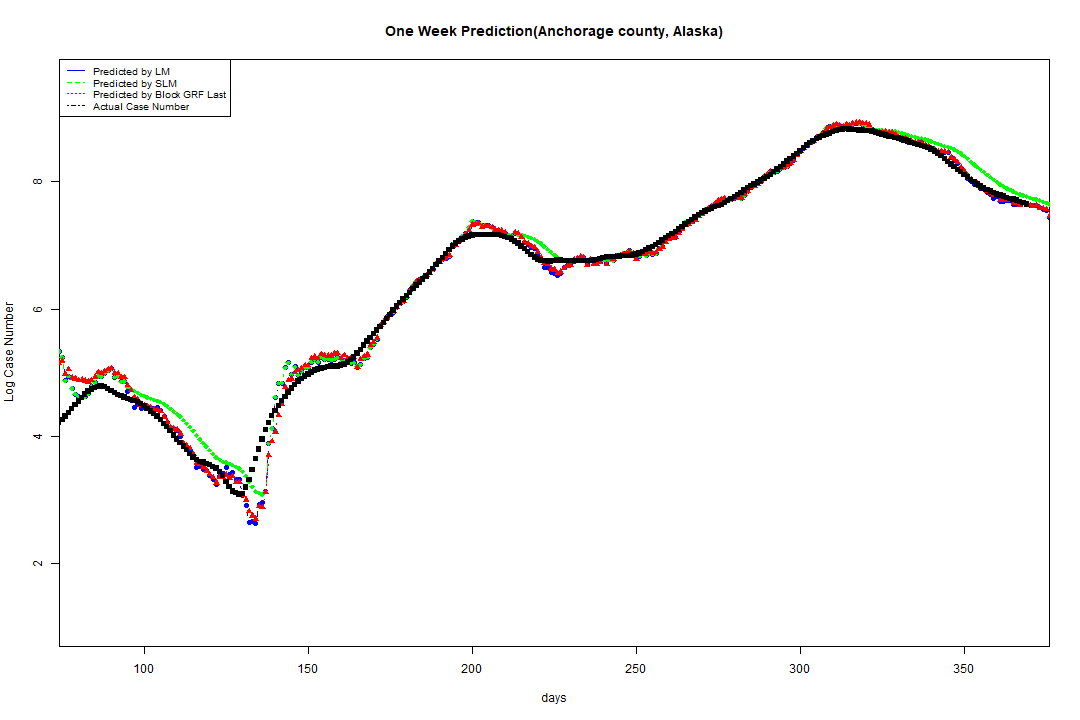 One Week Prediction(Anchorage county, Alaska)
Predicted by LM
Predicted by SLM
Predicted by Block GRF Last
Actual Case Number
Log Case Number
8
6
4
2
100 150 200 250 300 350
days